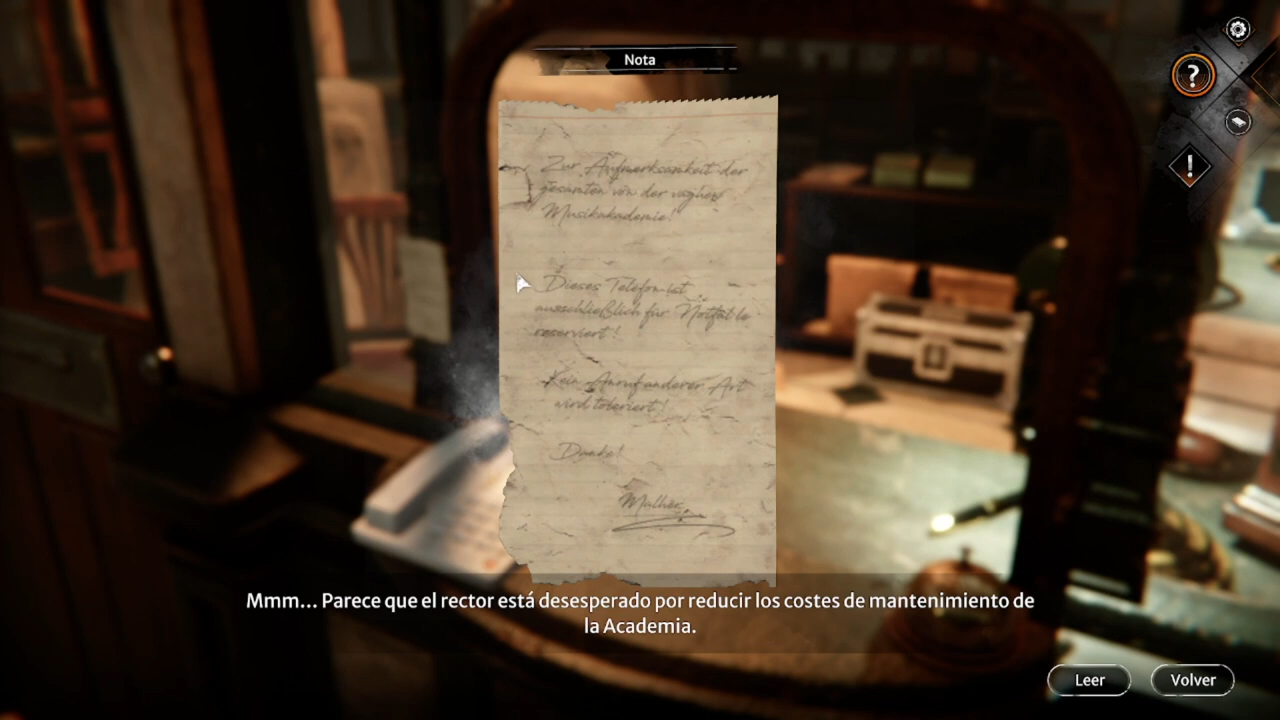 Nota
Zur Aufmerksamkeit der
gesamten von der
Musikakademie!
Dieses Telefon ist
ausschließlich für Notfälle
reserviert!
Kein Anruf anderer Art
wird toleriert!
Danke!
Malher
Mmm... Parece que el rector está desesperado por reducir los costes de mantenimiento de
la Academia.
Leer
Volver